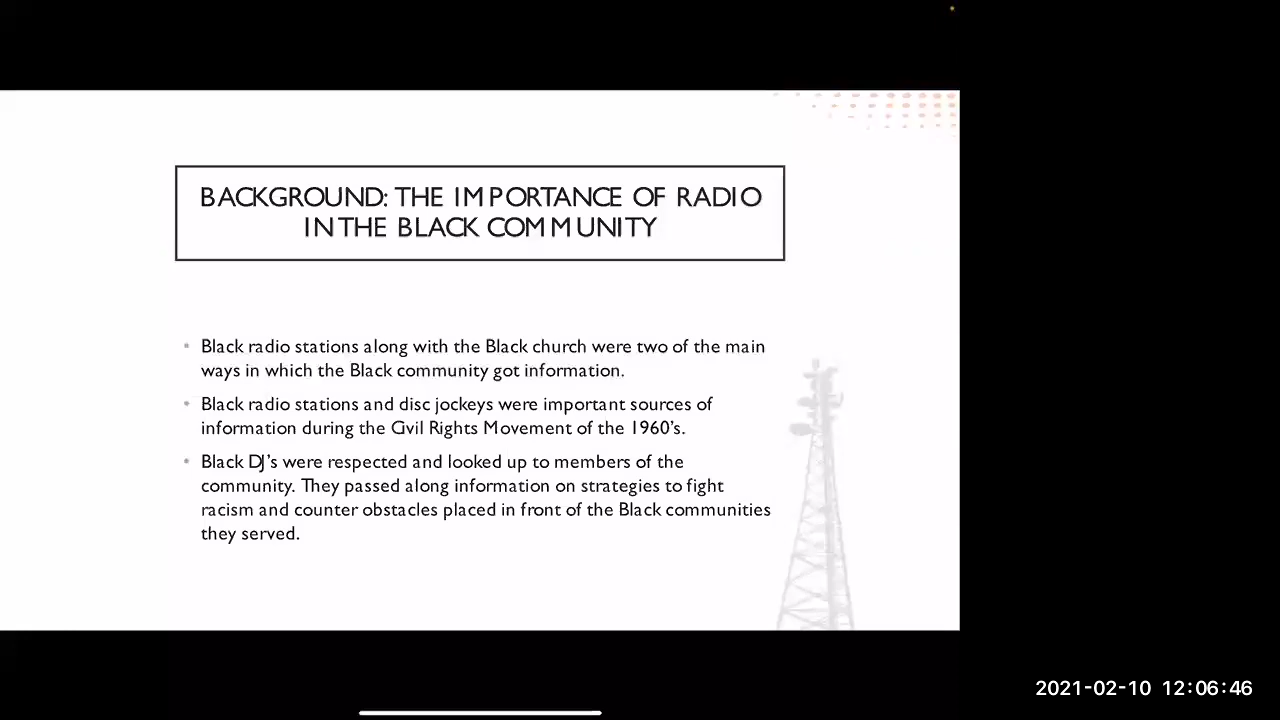 BACKGROUND: THE IMPORTANCE OF RADIO
IN THE BLACK COMMUNITY
• Black radio stations along with the Black church were two of the main
ways in which the Black community got information.
• Black radio stations and disc jockeys were important sources of
information during the Civil Rights Movement of the 1960's.
• Black DJ's were respected and looked up to members of the
community. They passed along information on strategies to fight
racism and counter obstacles placed in front of the Black communities
they served.
2021-02-10 12:06:46